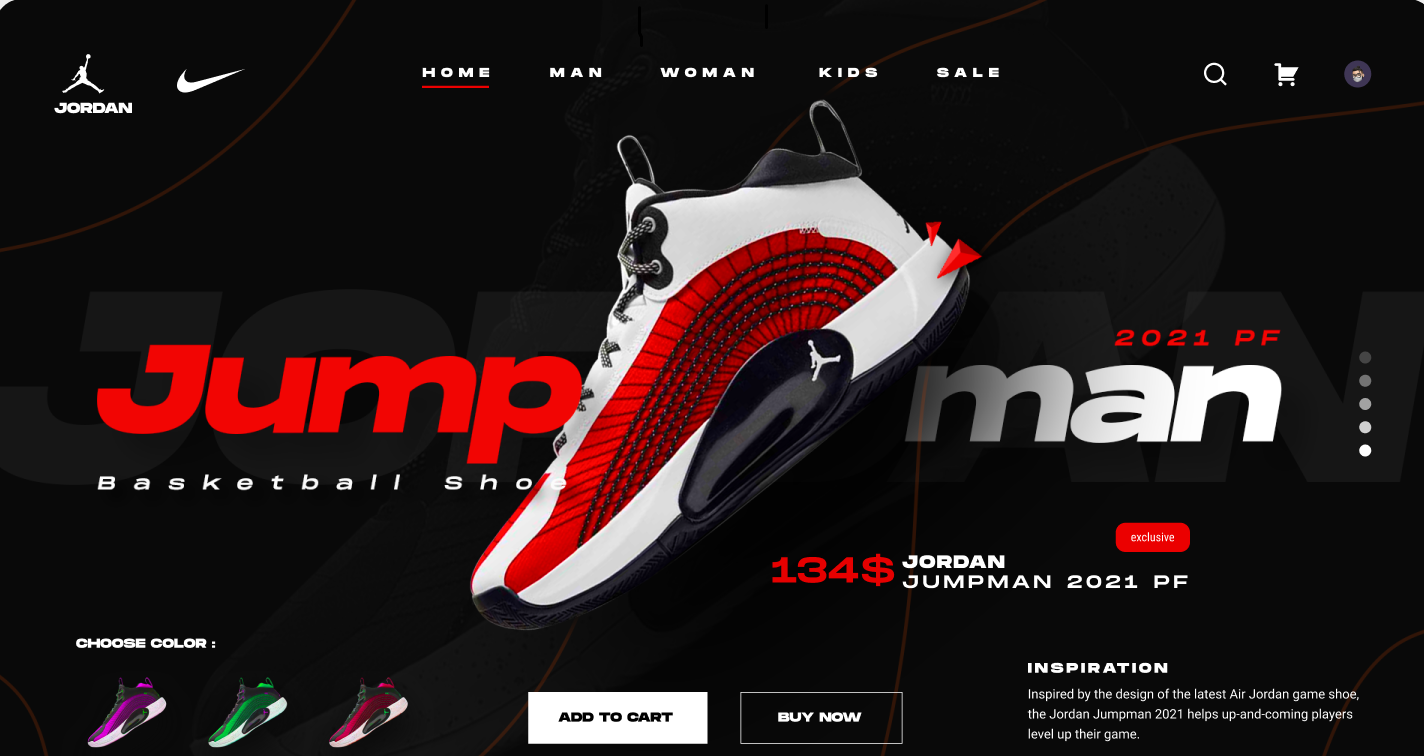 JORDAN
HOME MAN WOMAN KIDS SALE
JORDAN
2021 PF
Jump man
Basketball Shoe
exclusive
134$ JORDAN
JUMPMAN 2021 PF
CHOOSE COLOR :
INSPIRATION
Inspired by the design of the latest Air Jordan game shoe,
the Jordan Jumpman 2021 helps up-and-coming players
level up their game.
ADD TO CART BUY NOW